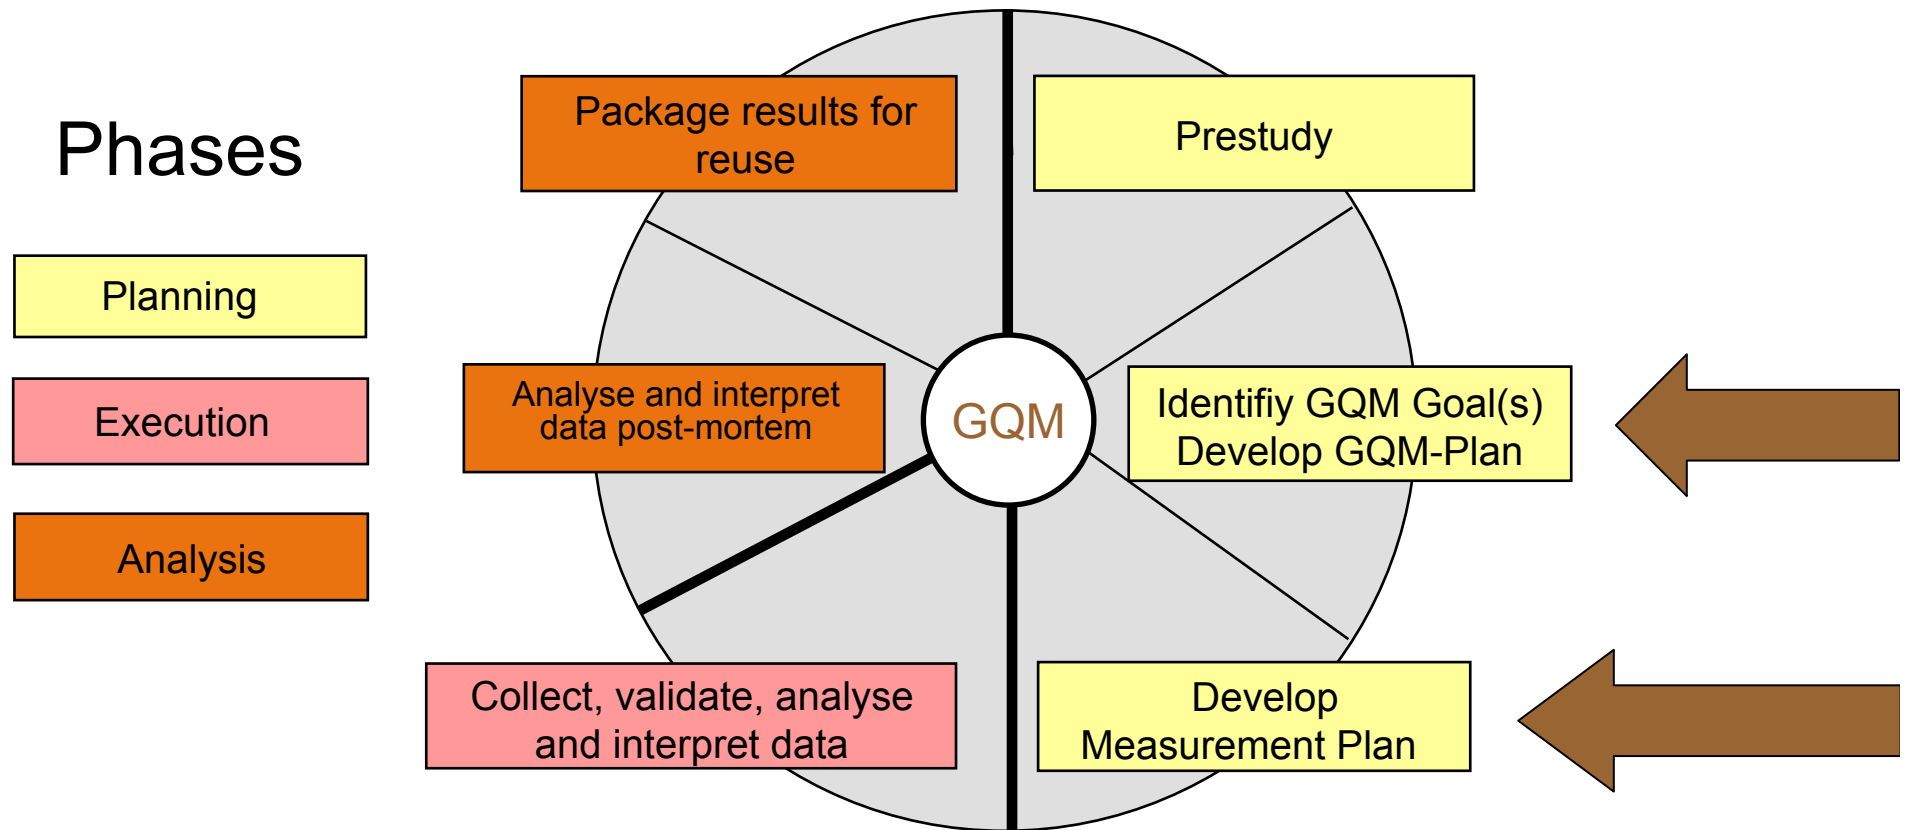 Phases
Planning
Execution
Analysis
Package results for
reuse
Prestudy
Analyse and interpret
data post-mortem
GQM
Identifiy GQM Goal(s)
Develop GQM-Plan
Collect, validate, analyse
and interpret data
Develop
Measurement Plan